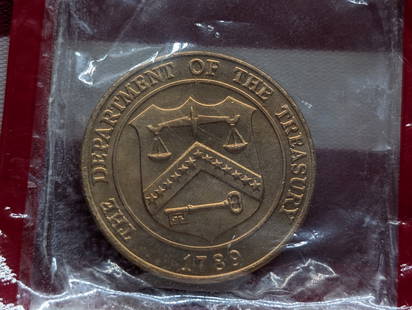 THE DEPARTMENT OF THE TREASURY
1789